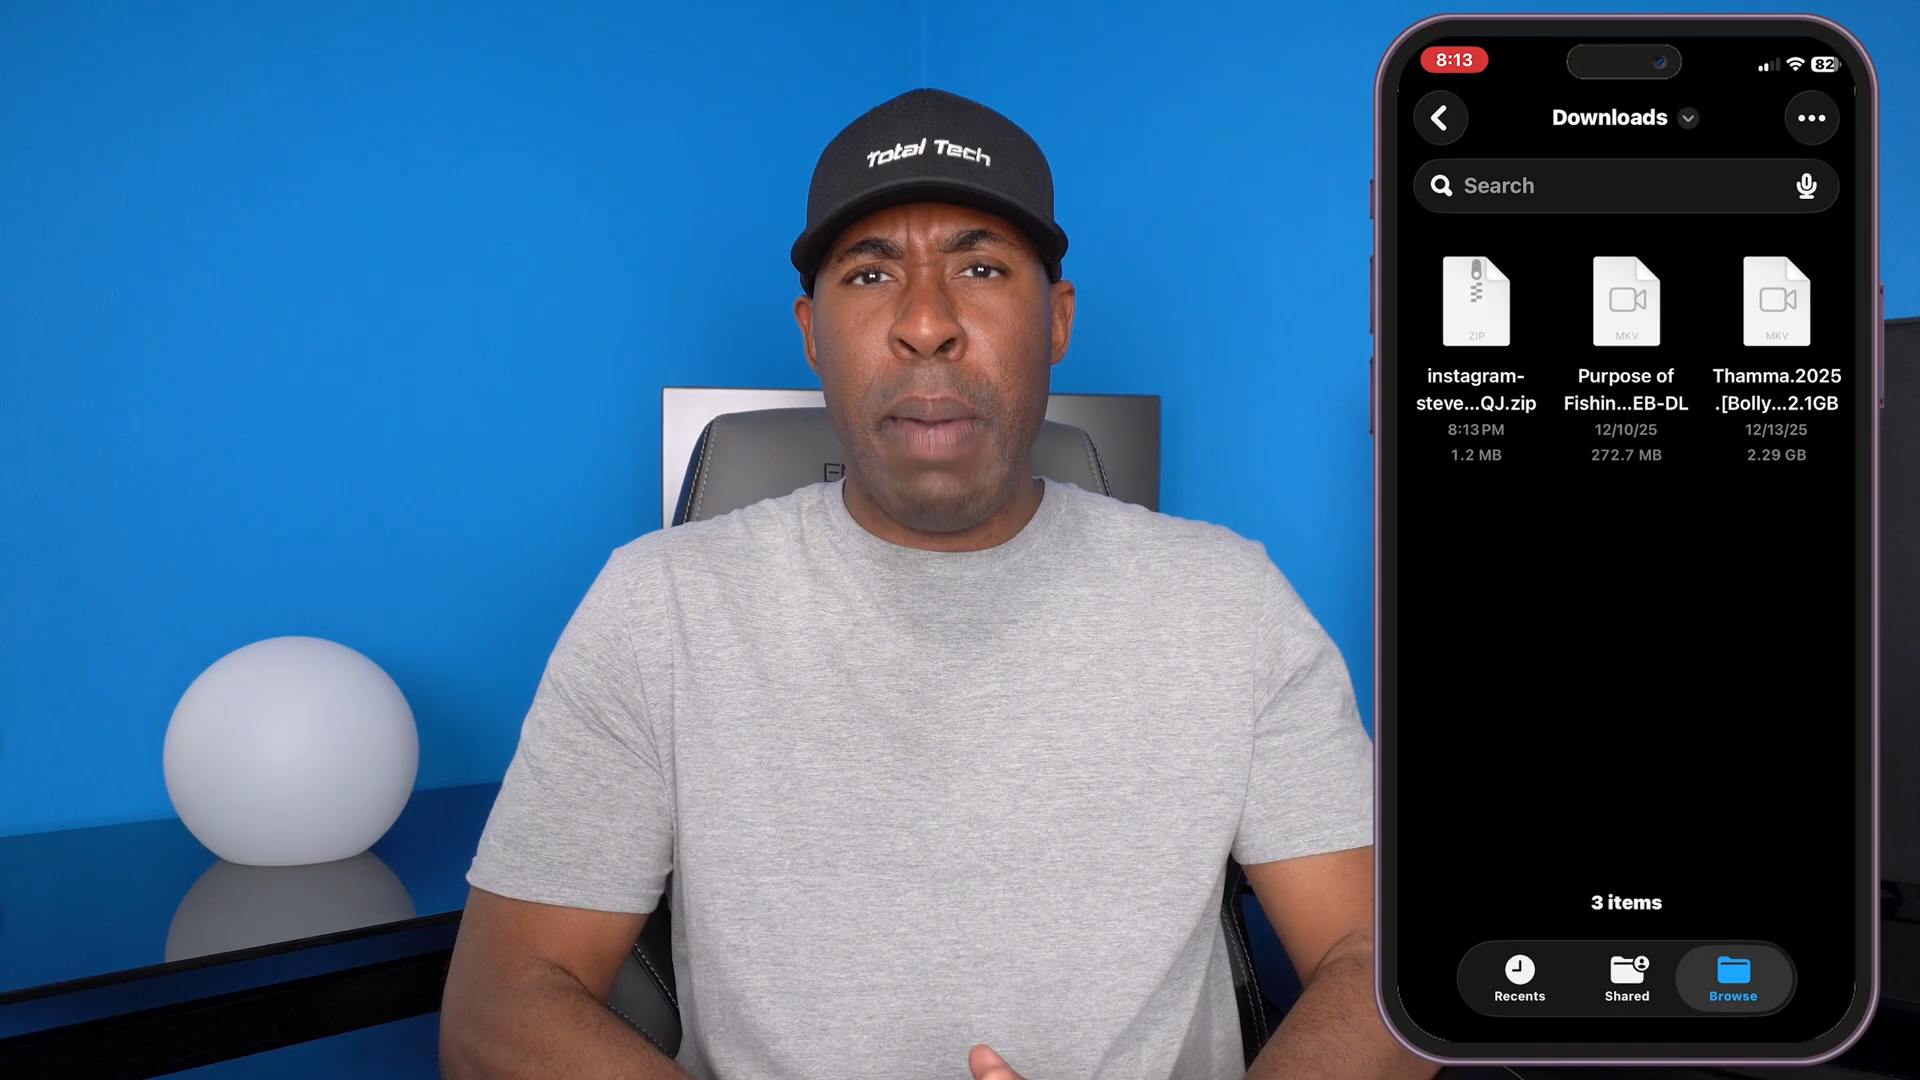 Total Tech
8:13
82
Downloads
Search
ZIP
MKV
MKV
instagram-
steve...QJ.zip
8:13 PM
1.2 MB
Purpose of
Fishin...EB-DL
12/10/25
272.7 MB
Thamma.2025
.[Bolly...2.1GB
12/13/25
2.29 GB
3 items
Recents
Shared
Browse